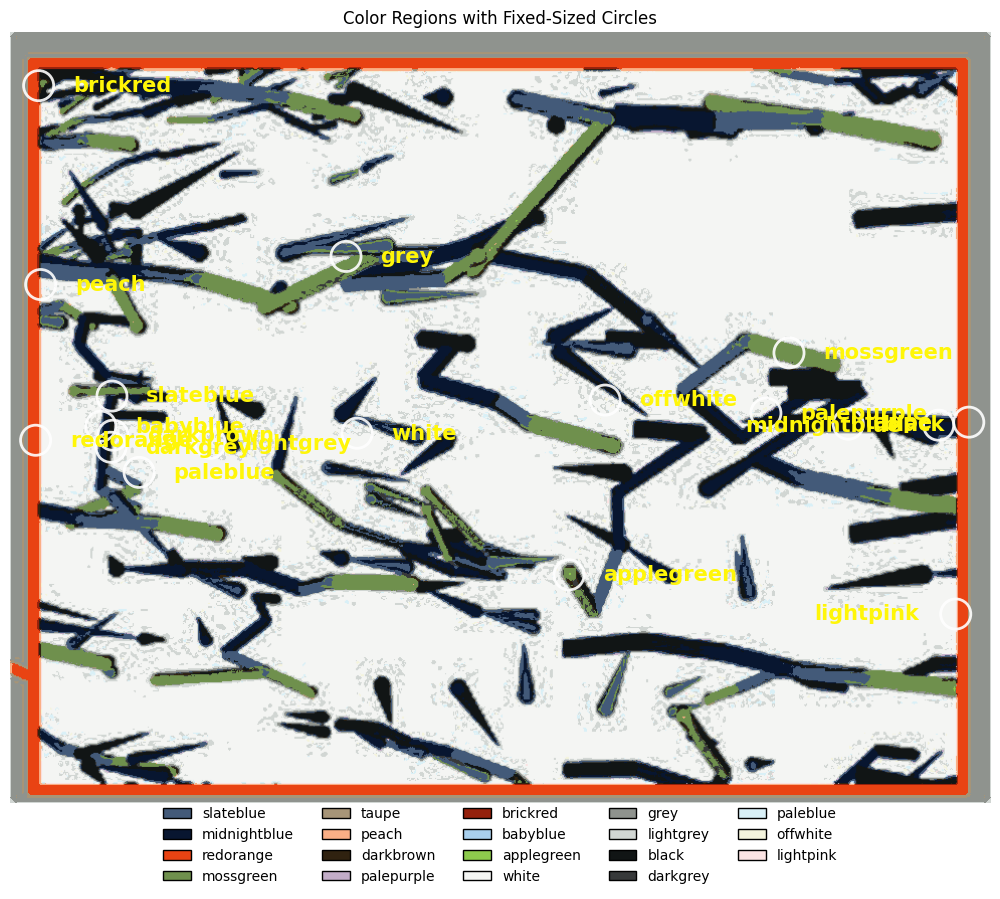 Color Regions with Fixed-Sized Circles
brickred
grey
peach
mossgreen
slateblue
offwhite
palepurple
babyblue
midnightblue
black
white
redorange
darkbrown
lightgrey
darkgrey
paleblue
applegreen
lightpink
slateblue taupe brickred grey paleblue
midnightblue peach babyblue lightgrey offwhite
redorange darkbrown applegreen black lightpink
mossgreen palepurple white darkgrey